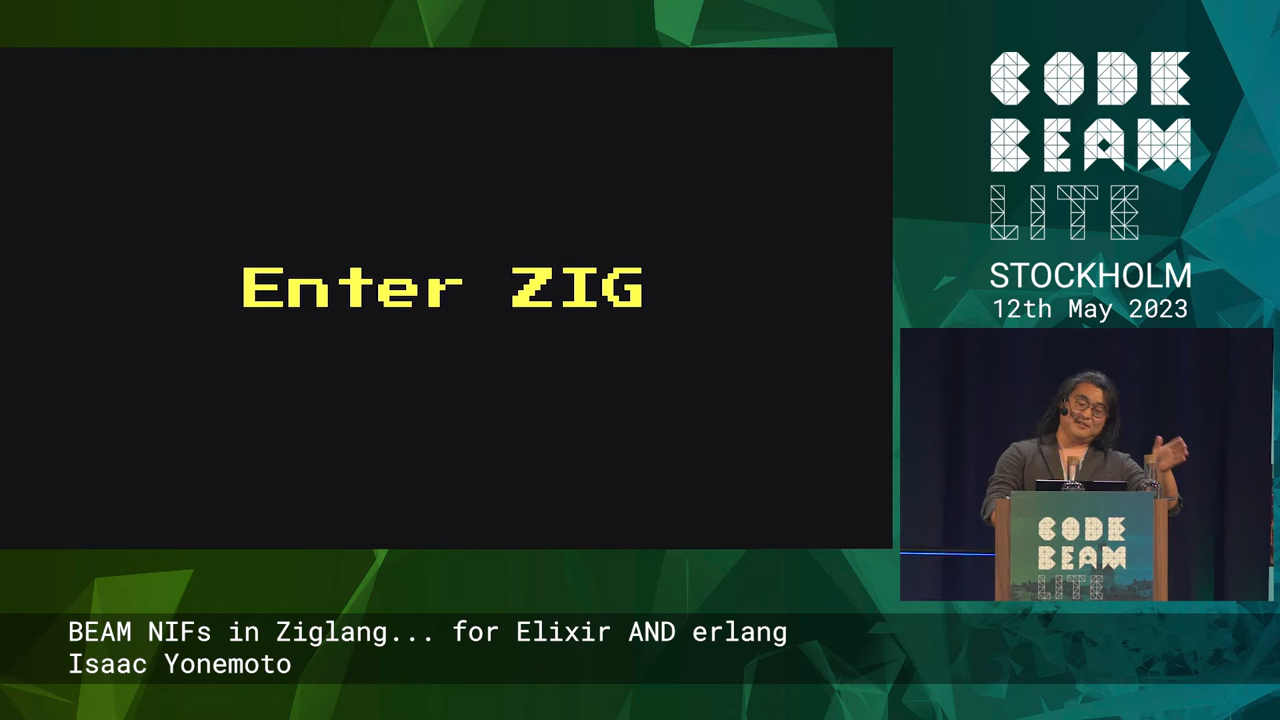 Enter ZIG
CODE
BEAM
LITE
STOCKHOLM
12th May 2023
CODE
BEAM
LITE
BEAM NIFs in Ziglang... for Elixir AND erlang
Isaac Yonemoto